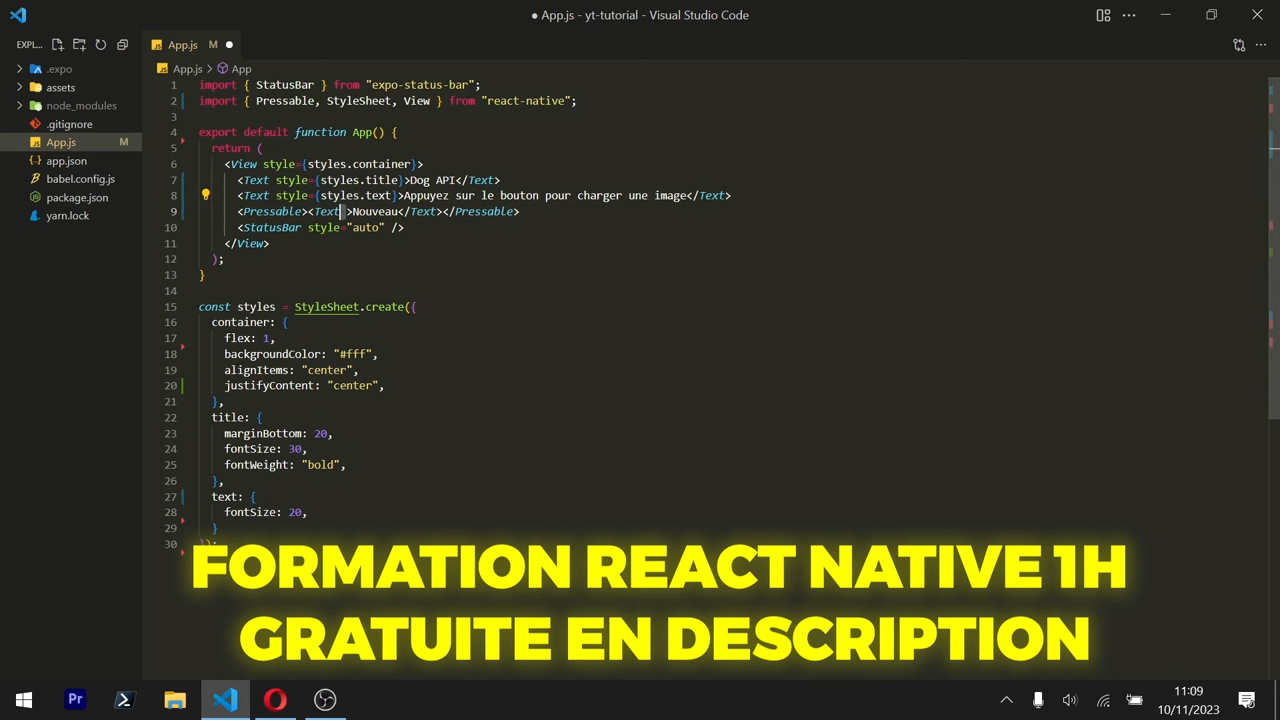 App.js - yt-tutorial - Visual Studio Code
EXPL...
App.js M
.expo
assets
node_modules
.gitignore
App.js M
app.json
babel.config.js
package.json
yarn.lock
App.js > App
1 import { StatusBar } from "expo-status-bar";
2 import { Pressable, StyleSheet, View } from "react-native";
3
4 export default function App() {
5 return (
6 <View style={styles.container}>
7 <Text style={styles.title}>Dog API</Text>
8 <Text style={styles.text}>Appuyez sur le bouton pour charger une image</Text>
9 <Pressable><Text >Nouveau</Text></Pressable>
10 <StatusBar style="auto" />
11 </View>
12 );
13 }
14
15 const styles = StyleSheet.create({
16 container: {
17 flex: 1,
18 backgroundColor: "#fff",
19 alignItems: "center",
20 justifyContent: "center",
21 },
22 title: {
23 marginBottom: 20,
24 fontSize: 30,
25 fontWeight: "bold",
26 },
27 text: {
28 fontSize: 20,
29 }
30 });
FORMATION REACT NATIVE 1H
GRATUITE EN DESCRIPTION
Pr
11:09
10/11/2023